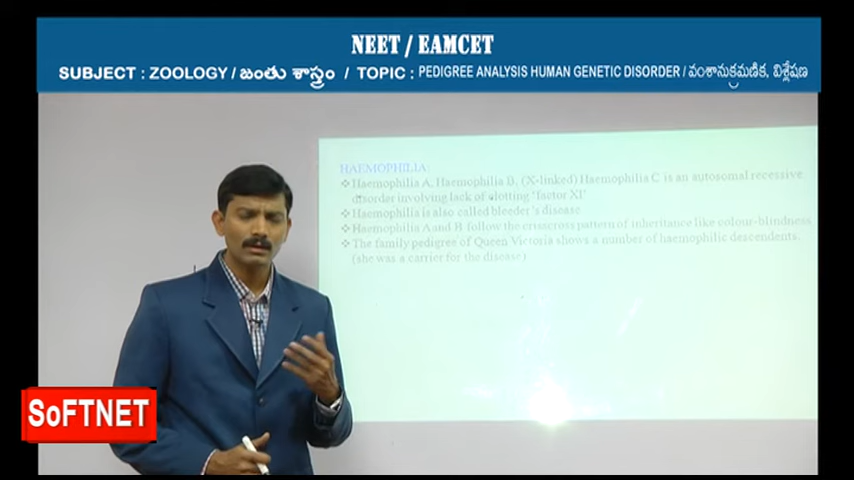 NEET / EAMCET
SUBJECT : ZOOLOGY / జంతు శాస్త్రం / TOPIC : PEDIGREE ANALYSIS HUMAN GENETIC DISORDER / వంశానుక్రమణిక, విశ్లేషణ
HAEMOPHILIA:
❖Haemophilia A, Haemophilia B, (X-linked) Haemophilia C is an autosomal recessive
disorder involving lack of clotting 'factor XI'
❖Haemophilia is also called bleeder's disease
❖Haemophilia A and B follow the crisscross pattern of inheritance like colour-blindness
❖The family pedigree of Queen Victoria shows a number of haemophilic descendents.
(she was a carrier for the disease)
SoFTNET